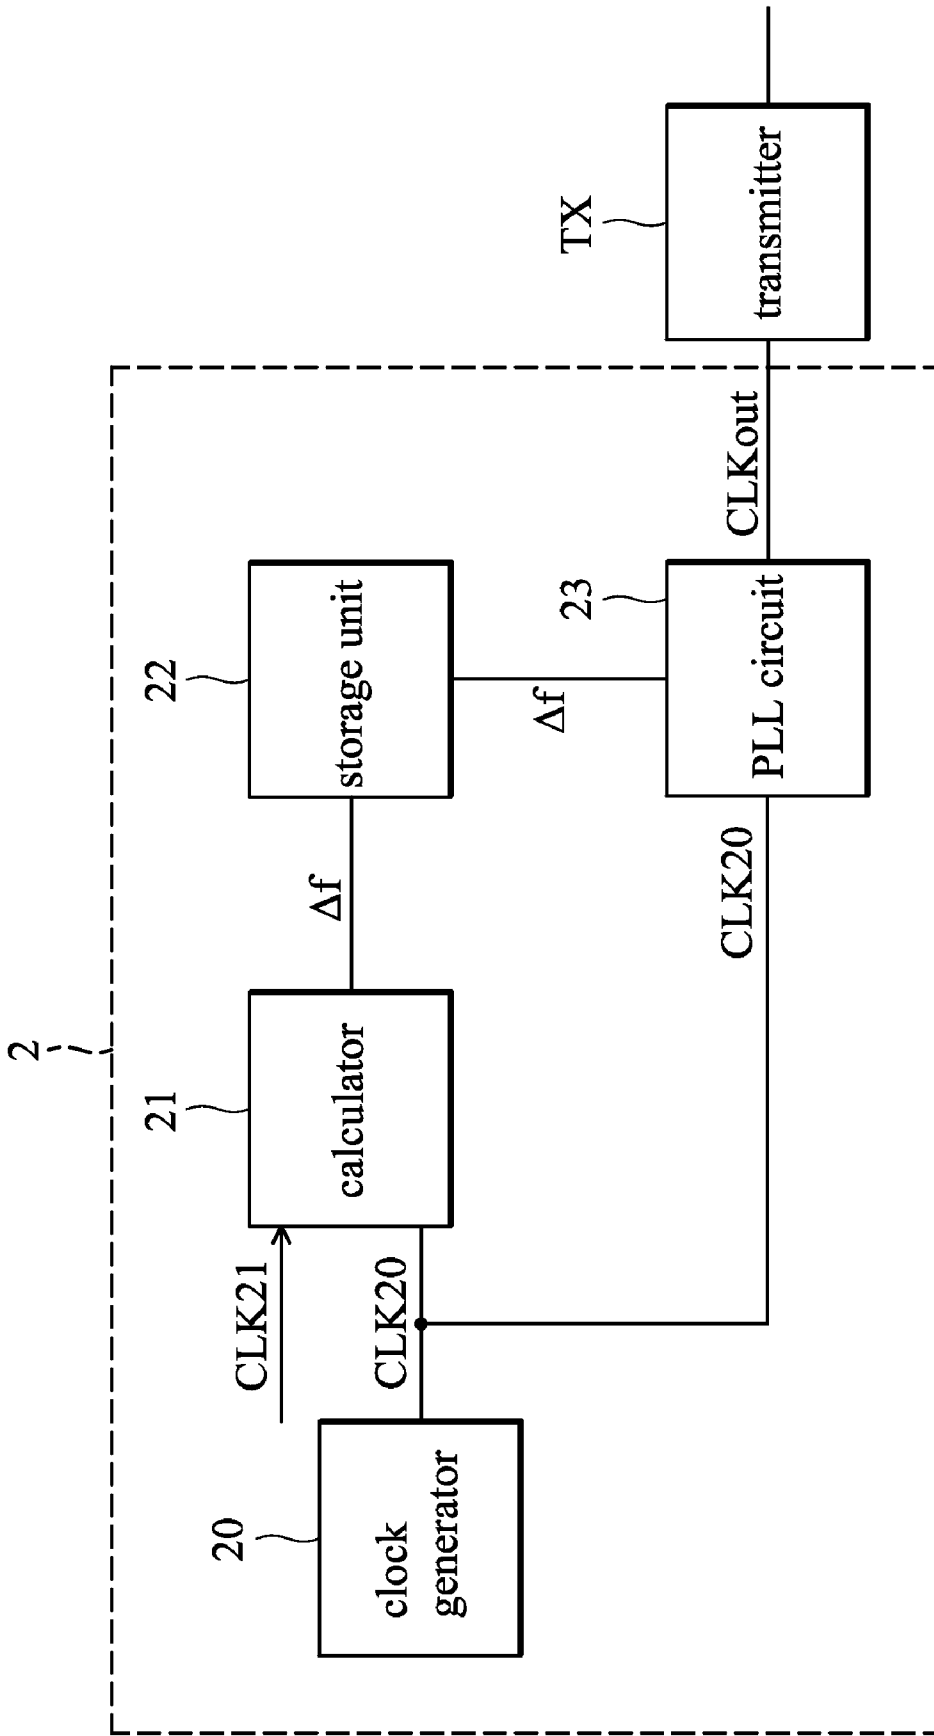 2
20
clock
generator
CLK21
CLK20
21
calculator
Δf
22
storage unit
Δf
CLK20
23
PLL circuit
CLKout
TX
transmitter